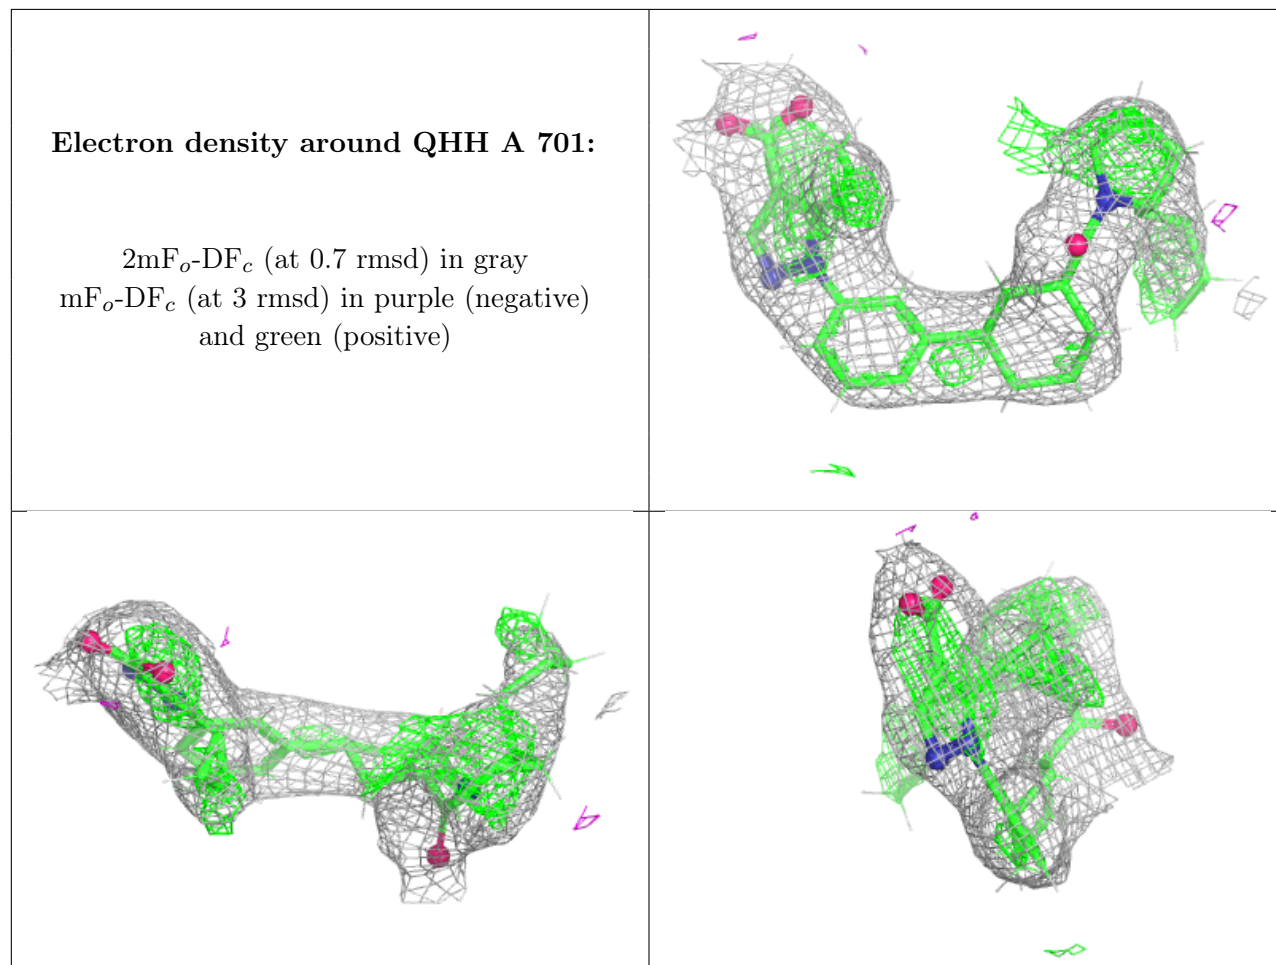 Electron density around QHH A 701:
2mFo-DFc (at 0.7 rmsd) in gray
mFo-DFc (at 3 rmsd) in purple (negative)
and green (positive)